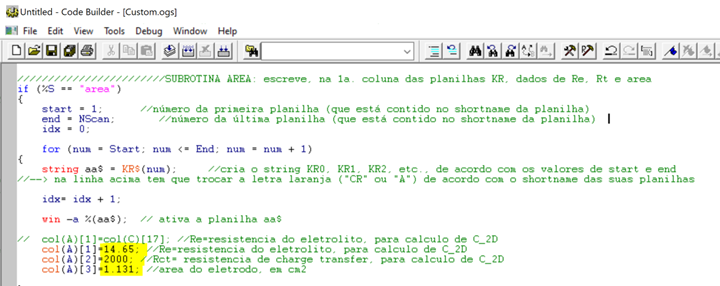 Untitled - Code Builder - [Custom.ogs]
File Edit View Tools Debug Window Help
/////////////////////////SUBROTINA AREA: escreve, na 1a. coluna das planilhas KR, dados de Re, Rt e area
if (%S == "area")
{
start = 1; //número da primeira planilha (que está contido no shortname da planilha)
end = NScan; //número da última planilha (que está contido no shortname da planilha)
idx = 0;
for (num = Start; num <= End; num = num + 1)
{
string aa$ = KR$(num); //cria o string KR0, KR1, KR2, etc., de acordo com os valores de start e end
//--> na linha acima tem que trocar a letra laranja ("CR" ou "A") de acordo com o shortname das suas planilhas
idx= idx + 1;
win -a %(aa$); // ativa a planilha aa$
// col(A)[1]=col(C)[17]; //Re=resistencia do eletrolito, para calculo de C_2D
col(A)[1]=14.65; //Re=resistencia do eletrolito, para calculo de C_2D
col(A)[2]=2000; //Rct= resistencia de charge transfer, para calculo de C_2D
col(A)[3]=1.131; //area do eletrodo, em cm2